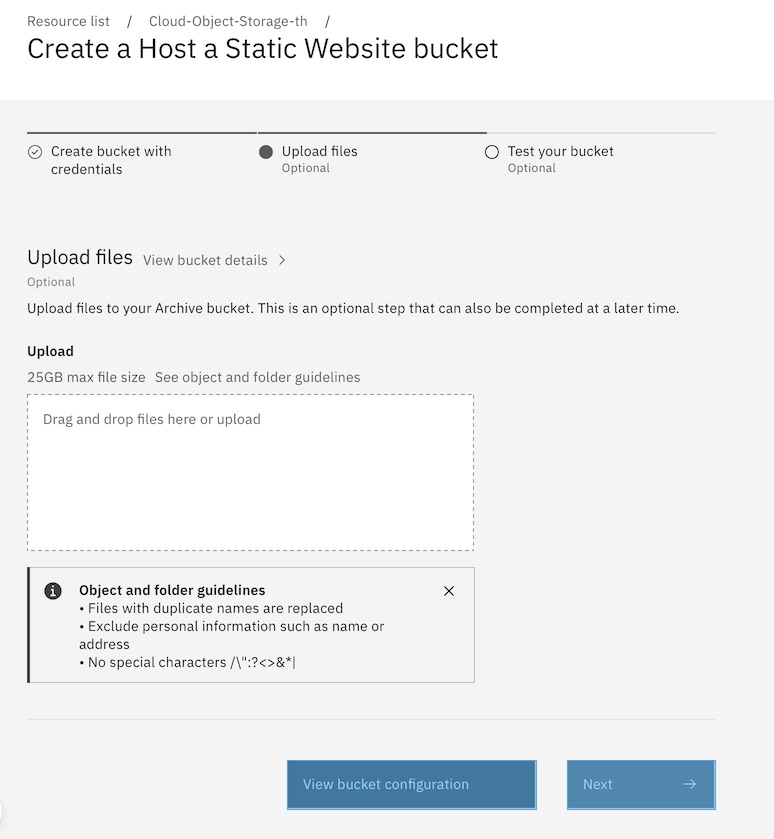 Resource list / Cloud-Object-Storage-th /
Create a Host a Static Website bucket
Create bucket with
credentials
Upload files
Optional
Test your bucket
Optional
Upload files View bucket details >
Optional
Upload files to your Archive bucket. This is an optional step that can also be completed at a later time.
Upload
25GB max file size See object and folder guidelines
Drag and drop files here or upload
Object and folder guidelines
• Files with duplicate names are replaced
• Exclude personal information such as name or
address
• No special characters /\":?<>&*|
View bucket configuration
Next →